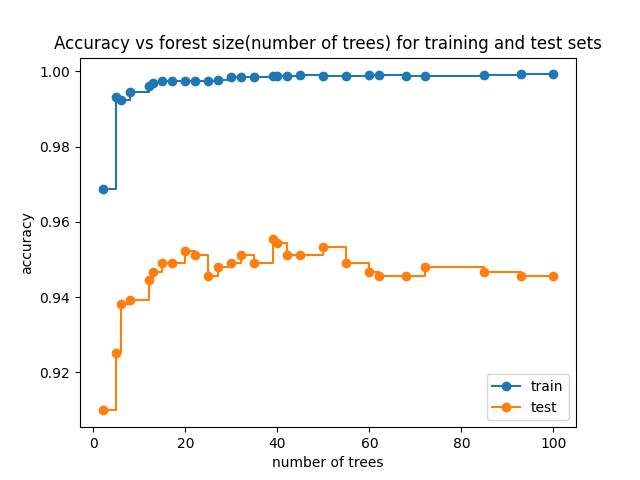 Accuracy vs forest size(number of trees) for training and test sets
1.00
0.98
0.96
0.94
0.92
accuracy
0
20
40
60
80
100
number of trees
train
test